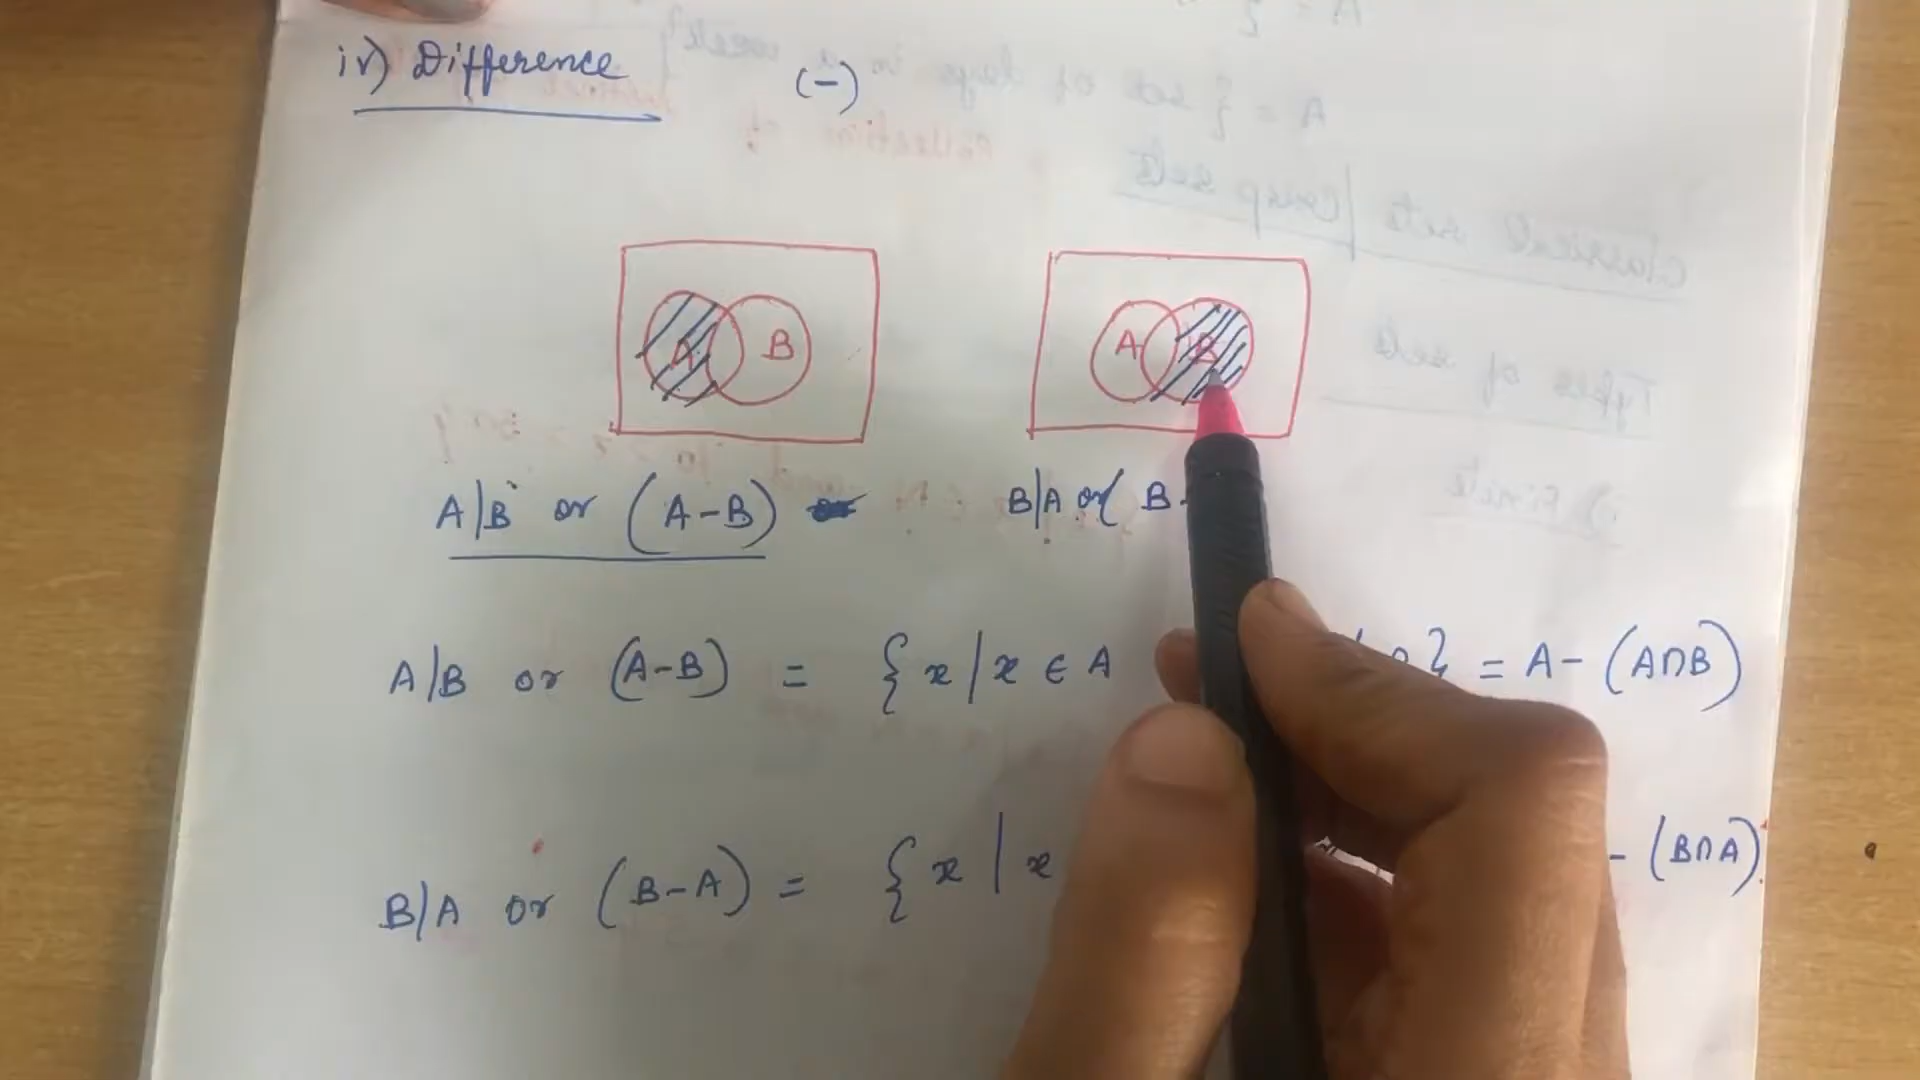 iv) Difference (-)
A B A B
A|B or (A-B) B|A or B-
A|B or (A-B) = { x | x ∈ A } = A - (A∩B)
B|A or (B-A) = { x | x - (B∩A)